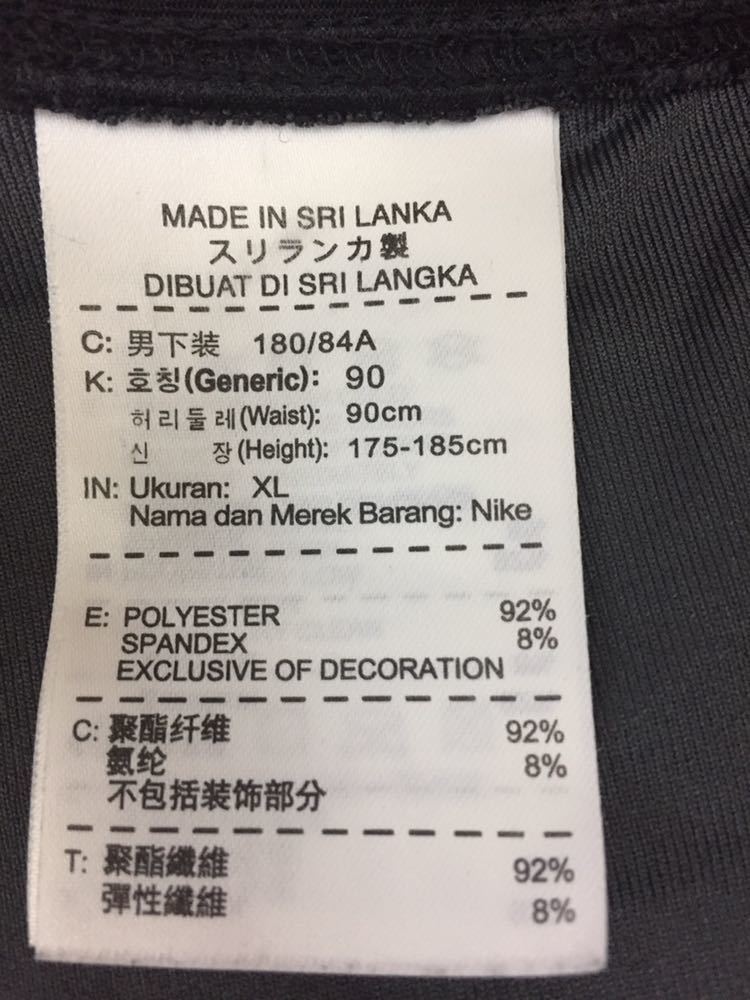 MADE IN SRI LANKA
スリランカ製
DIBUAT DI SRI LANGKA
C: 男下装 180/84A
K: 호칭(Generic): 90
허리둘레(Waist): 90cm
신 장(Height): 175-185cm
IN: Ukuran: XL
Nama dan Merek Barang: Nike
E: POLYESTER 92%
SPANDEX 8%
EXCLUSIVE OF DECORATION
C: 聚酯纤维 92%
氨纶 8%
不包括装饰部分
T: 聚酯纖維 92%
彈性纖維 8%